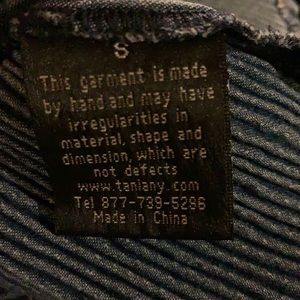 S
This garment is made
by hand and may have
irregularities in
material, shape and
dimension, which are
not defects
www.taniany.com
Tel 877-739-5296
Made in China